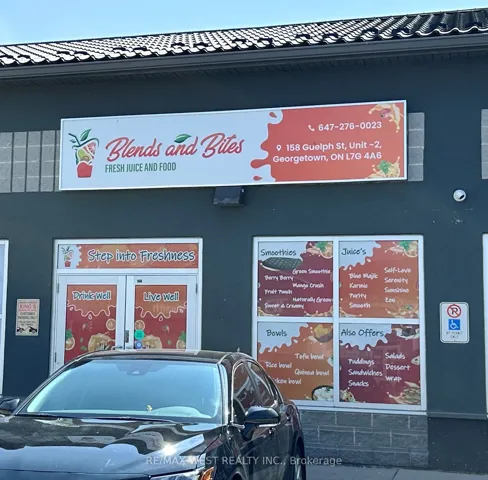 Blends and Bites
FRESH JUICE AND FOOD
647-276-0023
158 Guelph St, Unit -2,
Georgetown, ON L7G 4A6
Step into Freshness
Drink Well
Live well
Smoothies
Green Smoothie
Berry Berry
Mango Crush
Fruit Punch
Naturally Green
Sweet & Creamy
Juice's
Blue Magic
Self-Love
Karma
Serenity
Purity
Sunshine
Smooth
Zen
Bowls
Tofu bowl
Rice bowl
Quinoa bowl
Also Offers
Puddings
Salads
Sandwiches
Dessert
Snacks
Wrap
P
RE/MAX WEST REALTY INC., Brokerage